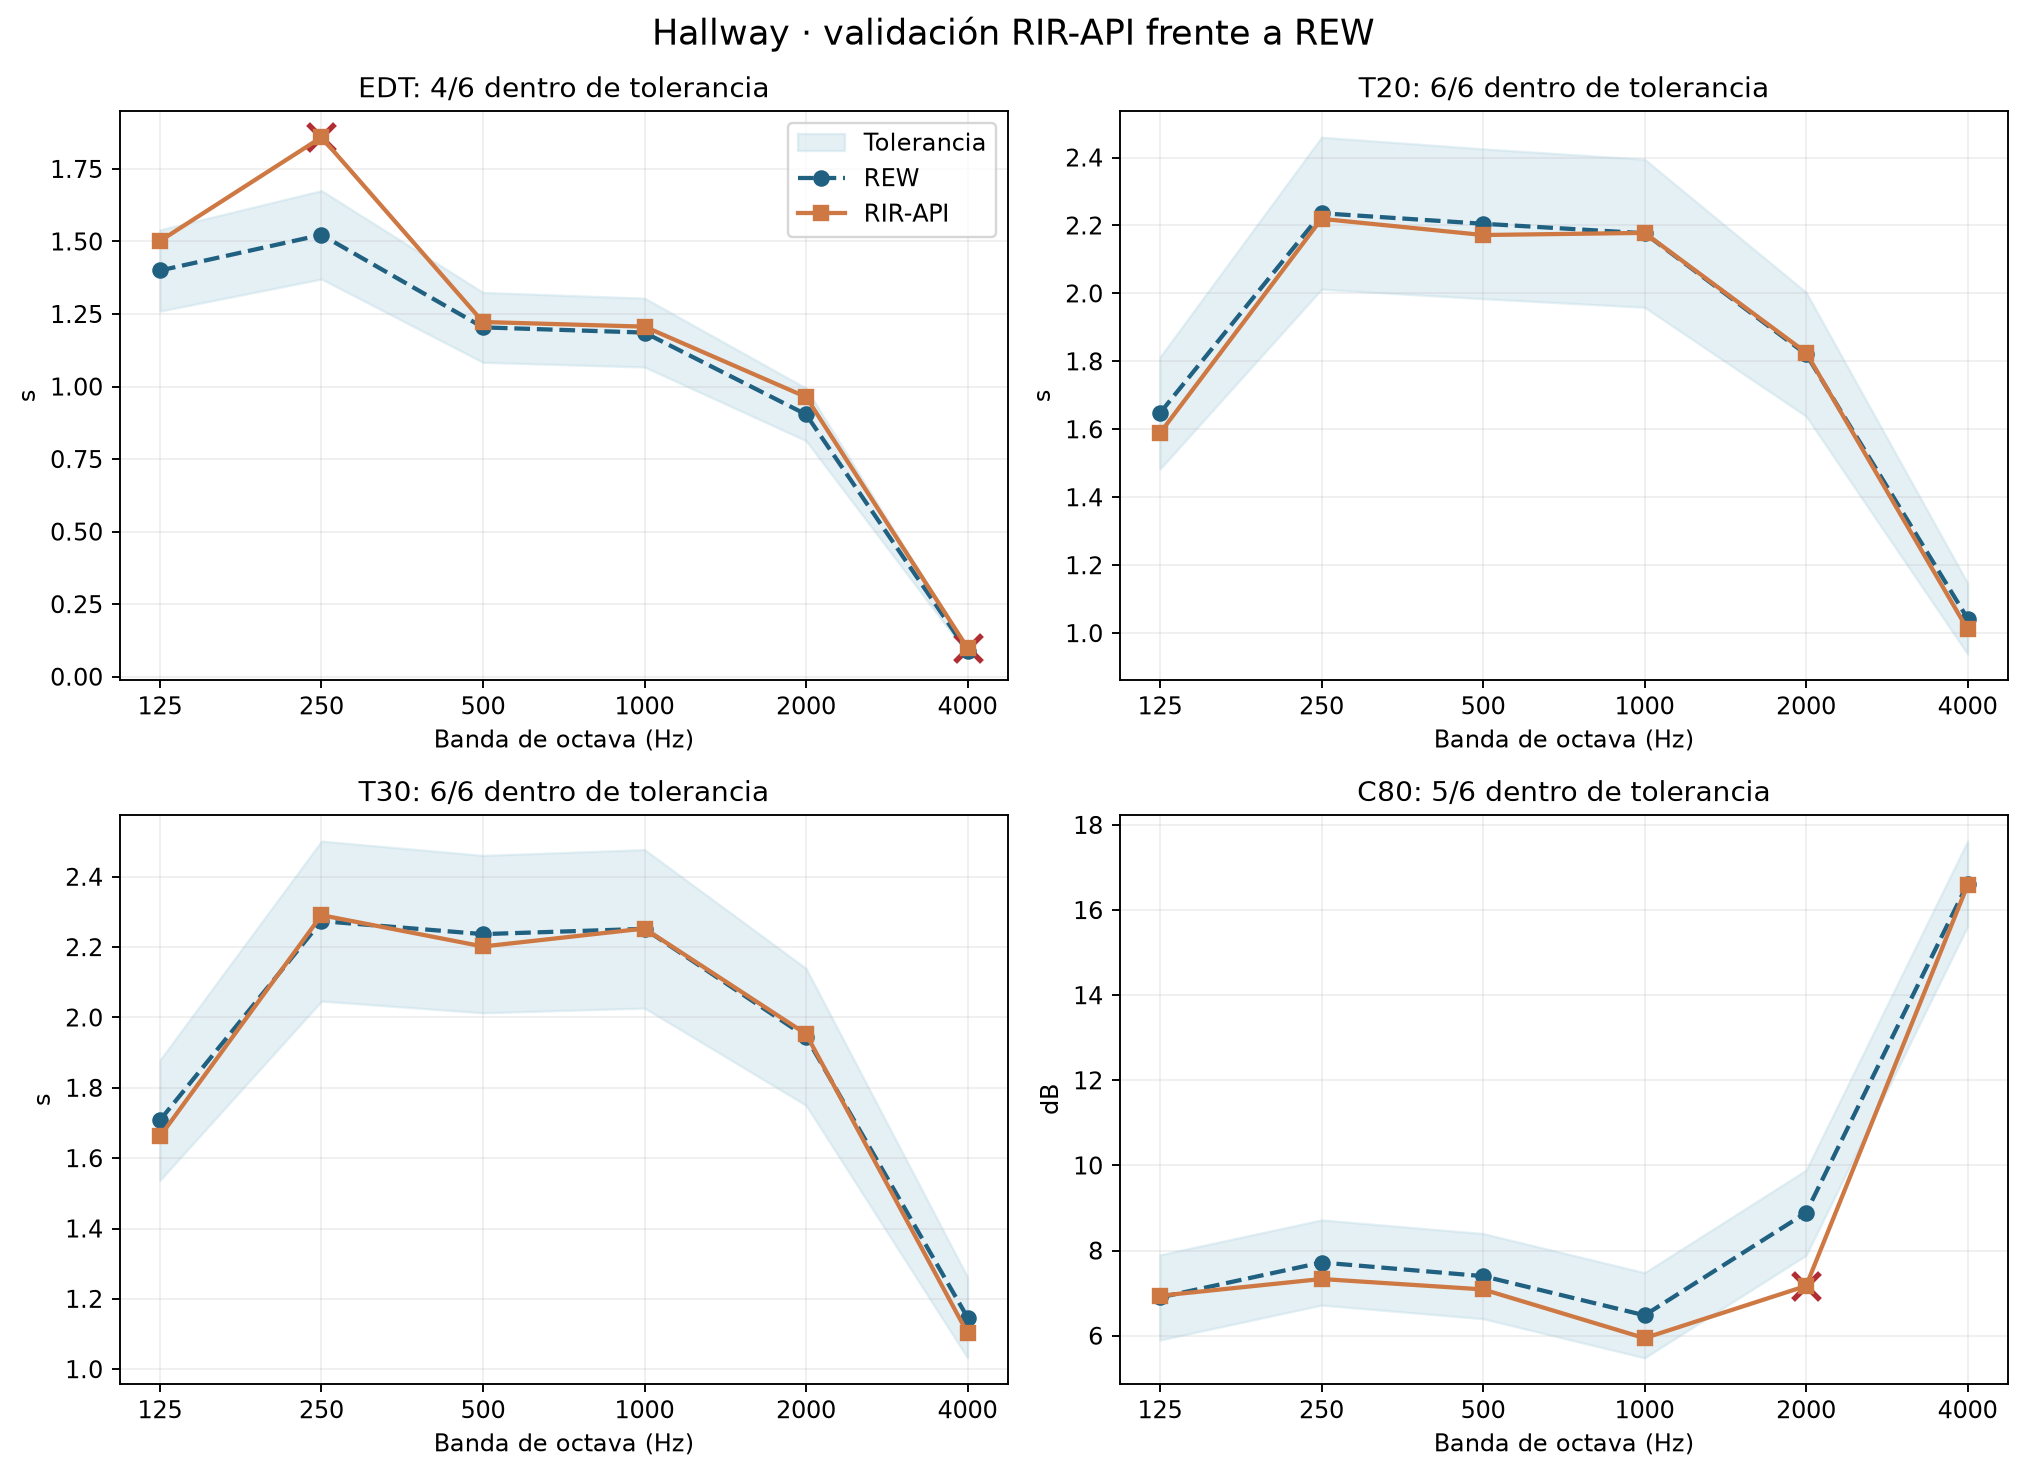 Hallway · validación RIR-API frente a REW
EDT: 4/6 dentro de tolerancia
Tolerancia
REW
RIR-API
1.75
1.50
1.25
1.00
0.75
0.50
0.25
0.00
s
125 250 500 1000 2000 4000
Banda de octava (Hz)
T20: 6/6 dentro de tolerancia
2.4
2.2
2.0
1.8
1.6
1.4
1.2
1.0
s
125 250 500 1000 2000 4000
Banda de octava (Hz)
T30: 6/6 dentro de tolerancia
2.4
2.2
2.0
1.8
1.6
1.4
1.2
1.0
s
125 250 500 1000 2000 4000
Banda de octava (Hz)
C80: 5/6 dentro de tolerancia
18
16
14
12
10
8
6
dB
125 250 500 1000 2000 4000
Banda de octava (Hz)